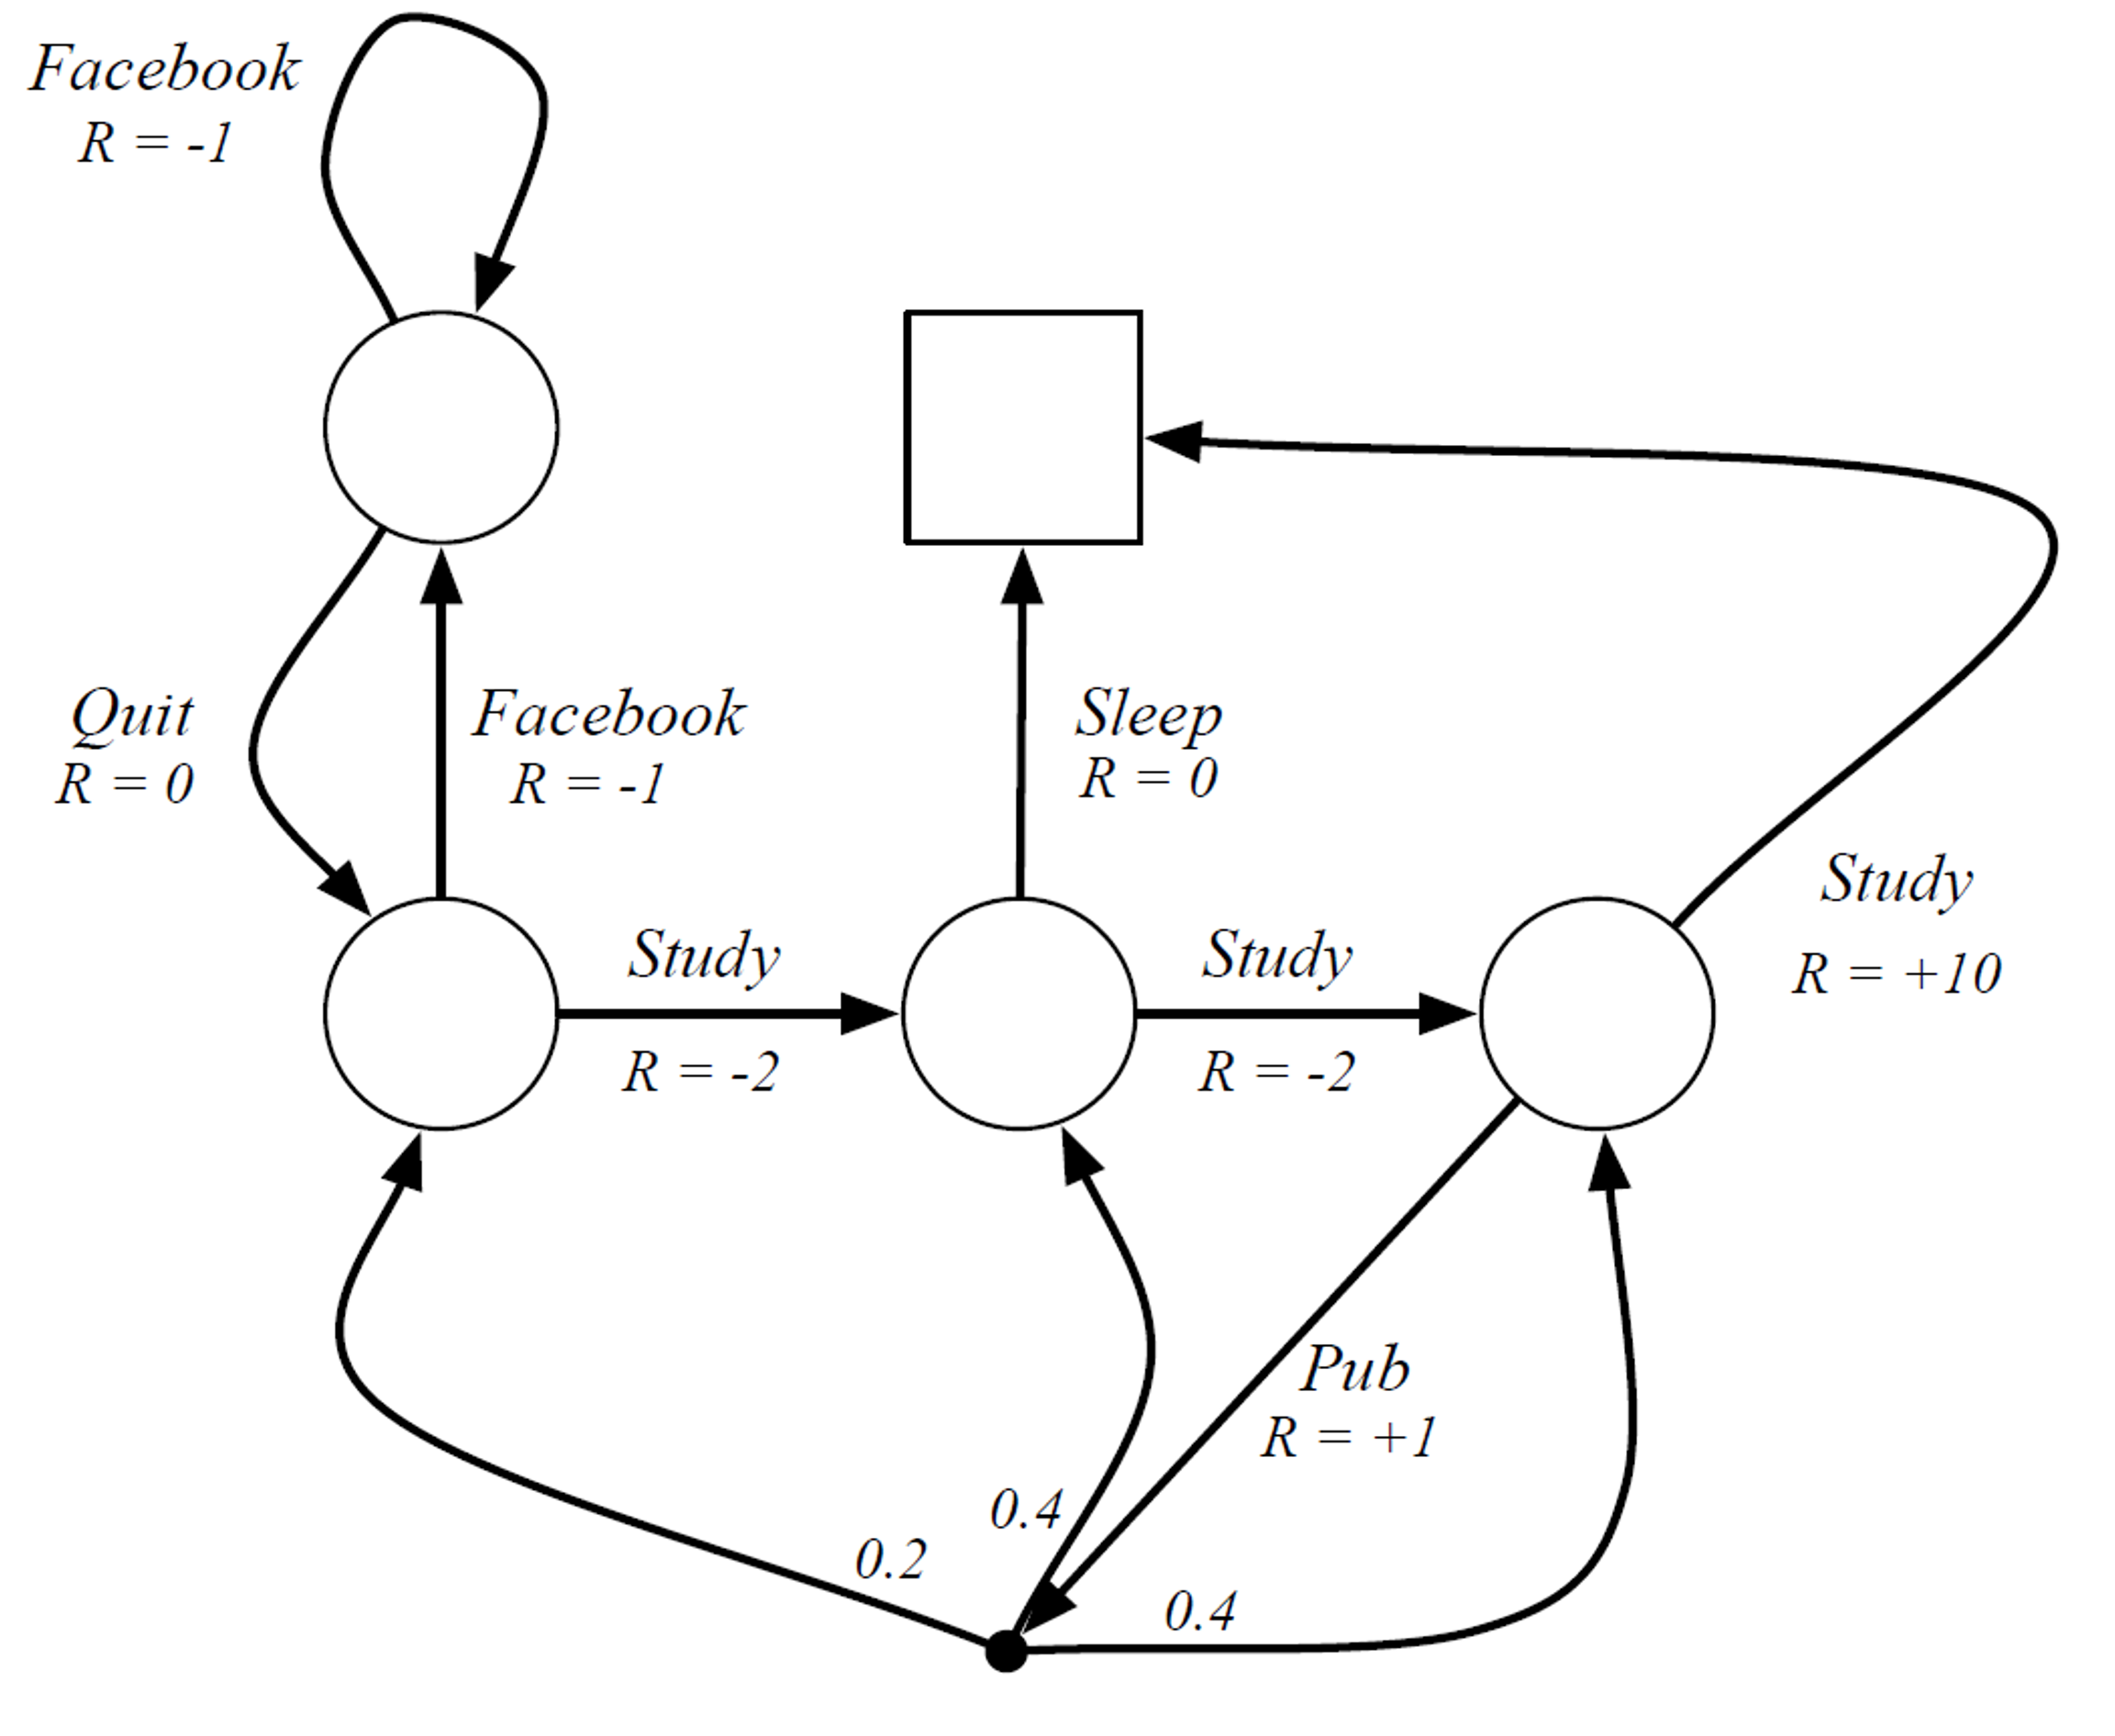 Facebook
R = -1
Quit
R = 0
Facebook
R = -1
Sleep
R = 0
Study
R = -2
Study
R = -2
Study
R = +10
Pub
R = +1
0.4
0.2
0.4